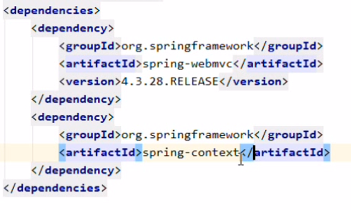 <dependencies>
<dependency>
<groupId>org.springframework</groupId>
<artifactId>spring-webmvc</artifactId>
<version>4.3.28.RELEASE</version>
</dependency>
<dependency>
<groupId>org.springframework</groupId>
<artifactId>spring-context</artifactId>
</dependency>
</dependencies>